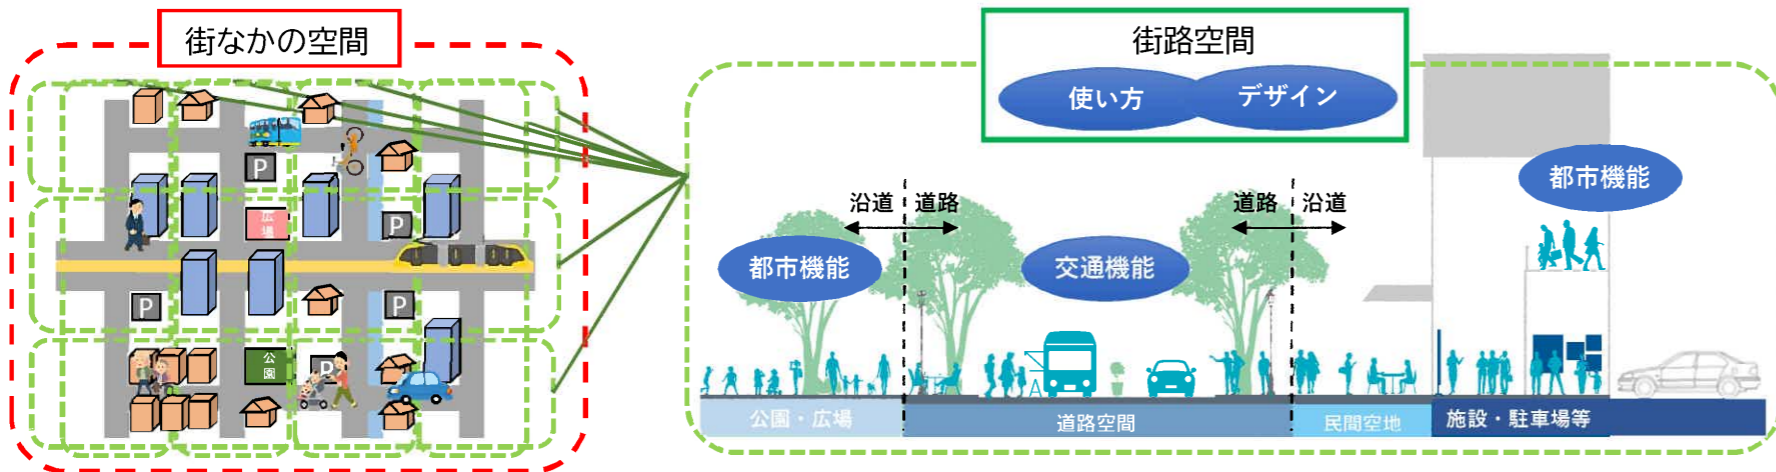 街なかの空間
P
広
場
P
P
P
公
園
P
街路空間
使い方
デザイン
都市機能
沿道
道路
道路
沿道
都市機能
交通機能
公園・広場
道路空間
民間空地
施設・駐車場等